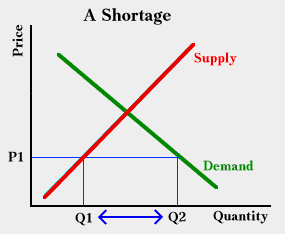 A Shortage
Price
Supply
P1
Demand
Q1
Q2
Quantity